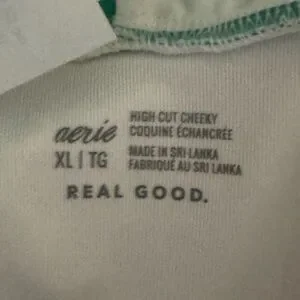 aerie
XL | TG
HIGH CUT CHEEKY
COQUINE ÉCHANCRÉE
MADE IN SRI LANKA
FABRIQUÉ AU SRI LANKA
REAL GOOD.